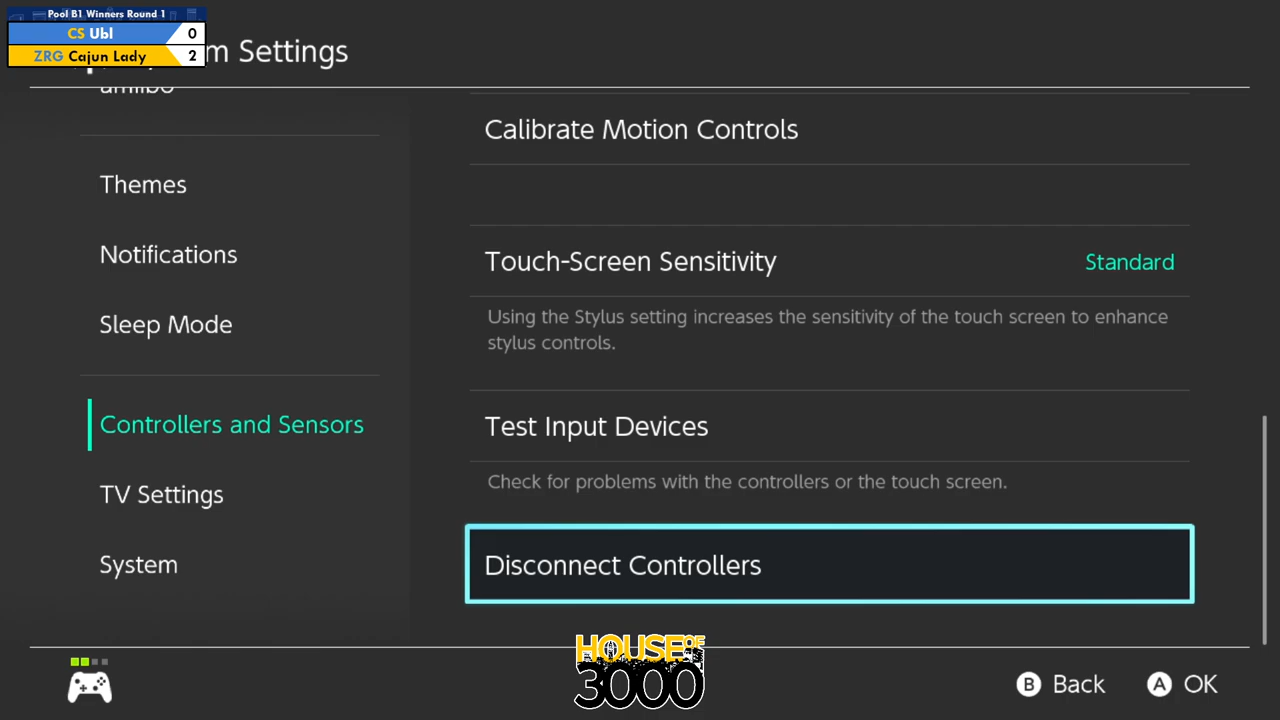 Pool B1 Winners Round 1
CS Ubl 0
ZRG Cajun Lady 2
m Settings
amiibo
Themes
Notifications
Sleep Mode
Controllers and Sensors
TV Settings
System
Calibrate Motion Controls
Touch-Screen Sensitivity Standard
Using the Stylus setting increases the sensitivity of the touch screen to enhance
stylus controls.
Test Input Devices
Check for problems with the controllers or the touch screen.
Disconnect Controllers
HOUSE OF
3000
B Back A OK